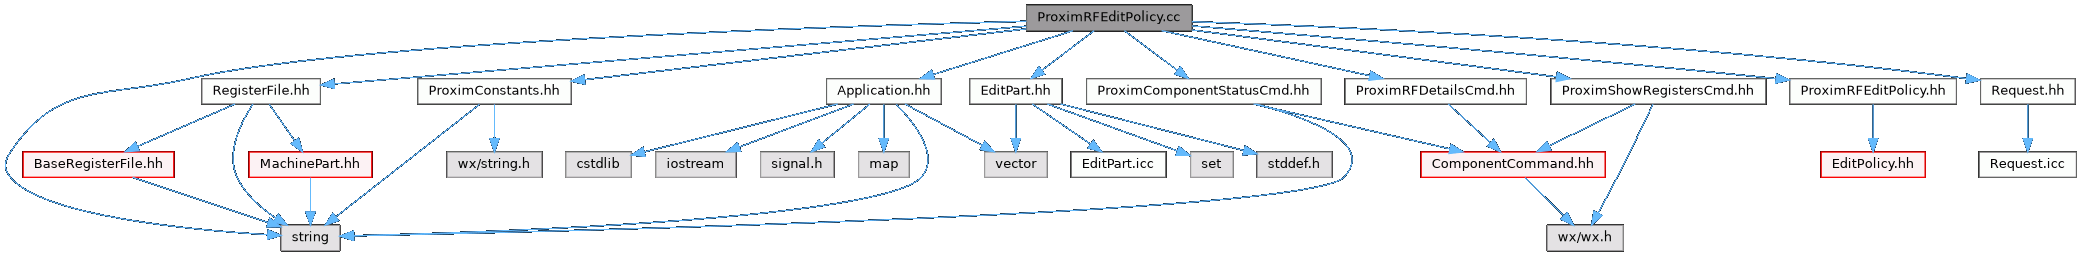 ProximRFEditPolicy.cc
RegisterFile.hh
ProximConstants.hh
Application.hh
EditPart.hh
ProximComponentStatusCmd.hh
ProximRFDetailsCmd.hh
ProximShowRegistersCmd.hh
ProximRFEditPolicy.hh
Request.hh
BaseRegisterFile.hh
MachinePart.hh
wx/string.h
cstdlib
iostream
signal.h
map
vector
EditPart.icc
set
stddef.h
ComponentCommand.hh
EditPolicy.hh
Request.icc
string
wx/wx.h